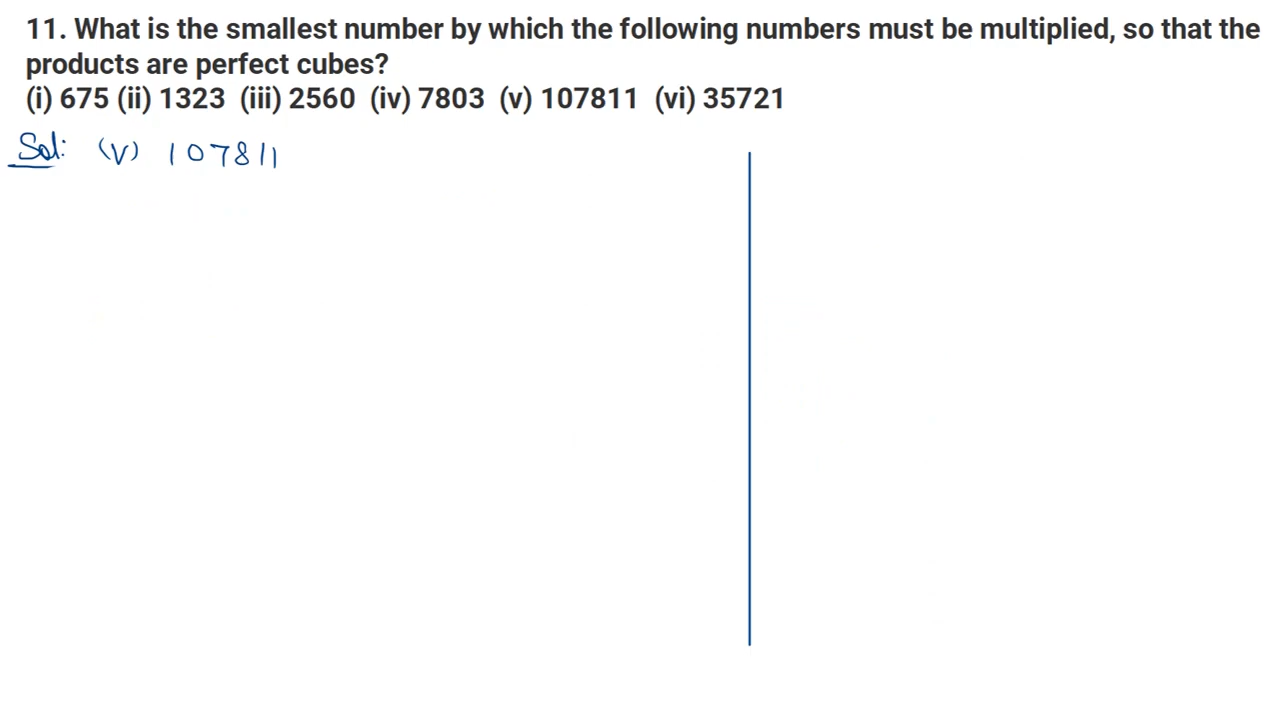 11. What is the smallest number by which the following numbers must be multiplied, so that the
products are perfect cubes?
(i) 675 (ii) 1323 (iii) 2560 (iv) 7803 (v) 107811 (vi) 35721
Sol: (v) 107811